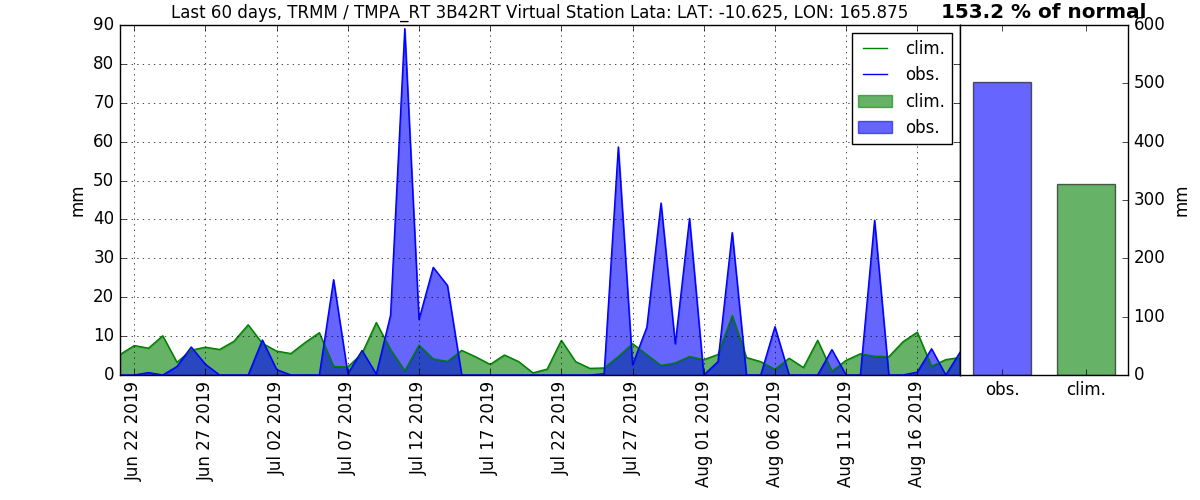 Last 60 days, TRMM / TMPA_RT 3B42RT Virtual Station Lata: LAT: -10.625, LON: 165.875
153.2 % of normal
90
80
70
60
50
40
30
20
10
0
mm
clim.
obs.
clim.
obs.
Jun 22 2019
Jun 27 2019
Jul 02 2019
Jul 07 2019
Jul 12 2019
Jul 17 2019
Jul 22 2019
Jul 27 2019
Aug 01 2019
Aug 06 2019
Aug 11 2019
Aug 16 2019
600
500
400
300
200
100
0
mm
obs.
clim.